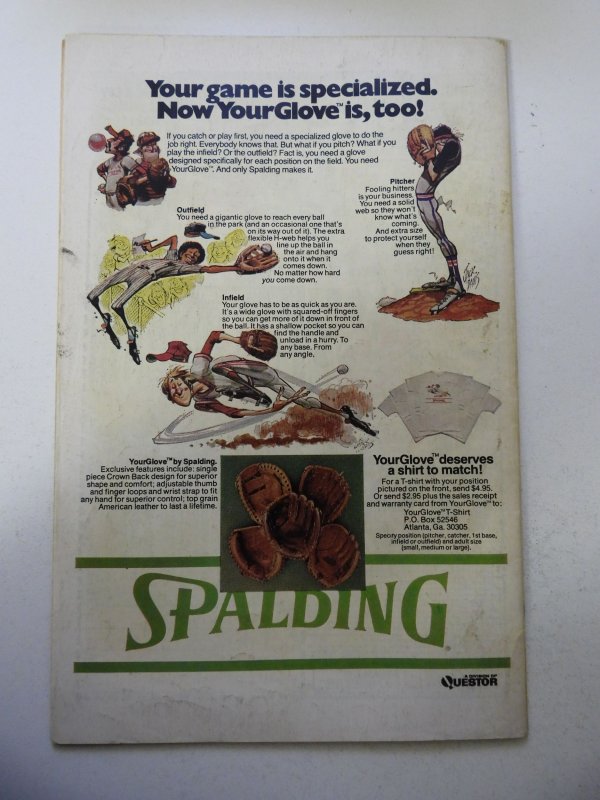 Your game is specialized.
Now YourGlove™ is, too!
If you catch or play first, you need a specialized glove to do the
job right. Everybody knows that. But what if you pitch? What if you
play the infield? Or the outfield? Fact is, you need a glove
designed specifically for each position on the field. You need
YourGlove™. And only Spalding makes it.
Pitcher
Fooling hitters
is your business.
You need a solid
web so they won't
know what's
coming.
And extra size
to protect yourself
when they
guess right!
Outfield
You need a gigantic glove to reach every ball
in the park (and an occasional one that's
on its way out of it). The extra
flexible H-web helps you
line up the ball in
the air and hang
onto it when it
comes down.
No matter how hard
you come down.
Infield
Your glove has to be as quick as you are.
It's a wide glove with squared-off fingers
so you can get more of it down in front of
the ball. It has a shallow pocket so you can
find the handle and
unload in a hurry. To
any base. From
any angle.
YourGlove™ by Spalding.
Exclusive features include: single
piece Crown Back design for superior
shape and comfort; adjustable thumb
and finger loops and wrist strap to fit
any hand for superior control; top grain
American leather to last a lifetime.
YourGlove™ deserves
a shirt to match!
For a T-shirt with your position
pictured on the front, send $4.95.
Or send $2.95 plus the sales receipt
and warranty card from YourGlove™ to:
YourGlove™ T-Shirt
P.O. Box 52546
Atlanta, Ga. 30305
Specify position (pitcher, catcher, 1st base,
infield or outfield) and adult size
(small, medium or large).
SPALDING
A DIVISION OF
QUESTOR